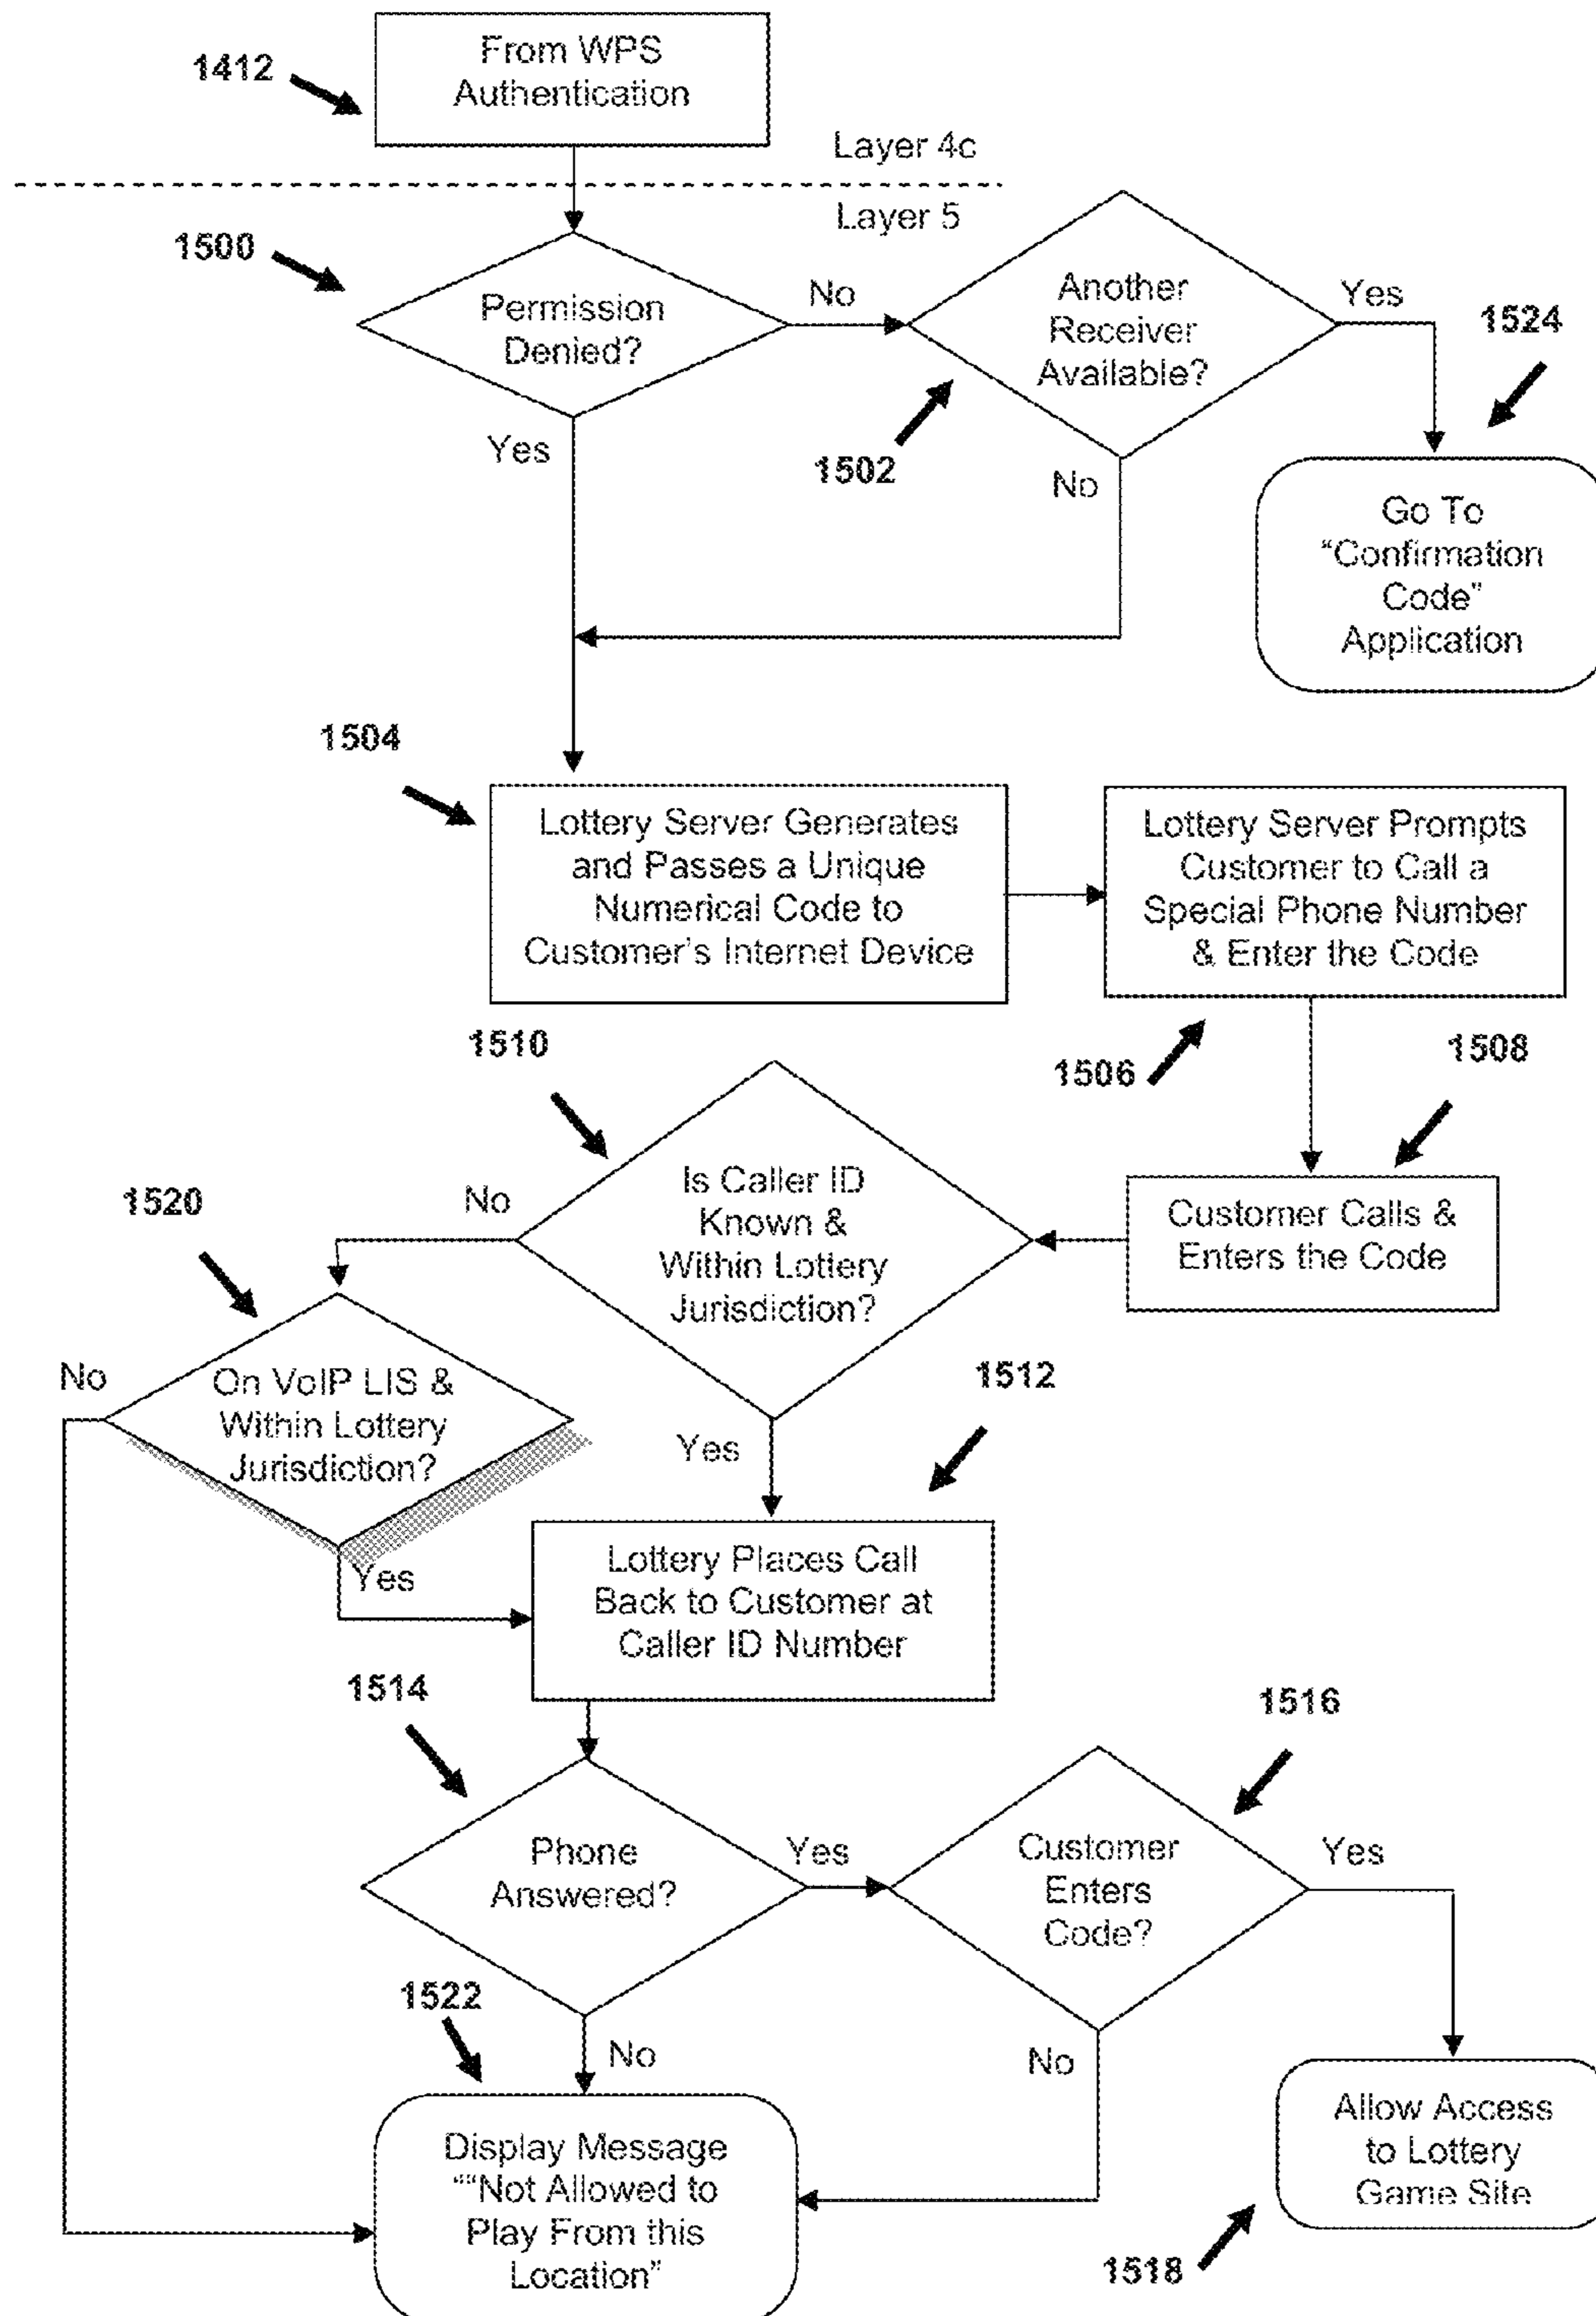 From WPS
Authentication
1412
Layer 4c
Layer 5
1500
Permission
Denied?
No
Another
Receiver
Available?
Yes
1524
1502
Yes
No
Go To
“Confirmation
Code”
Application
1504
Lottery Server Generates
and Passes a Unique
Numerical Code to
Customer's Internet Device
Lottery Server Prompts
Customer to Call a
Special Phone Number
& Enter the Code
1510
1506
1508
Is Caller ID
Known &
Within Lottery
Jurisdiction?
No
Customer Calls &
Enters the Code
1520
No
On VoIP LIS &
Within Lottery
Jurisdiction?
Yes
1512
Yes
Lottery Places Call
Back to Customer at
Caller ID Number
1514
1516
Phone
Answered?
Yes
Customer
Enters
Code?
Yes
1522
No
No
Display Message
““Not Allowed to
Play From this
Location”
Allow Access
to Lottery
Game Site
1518